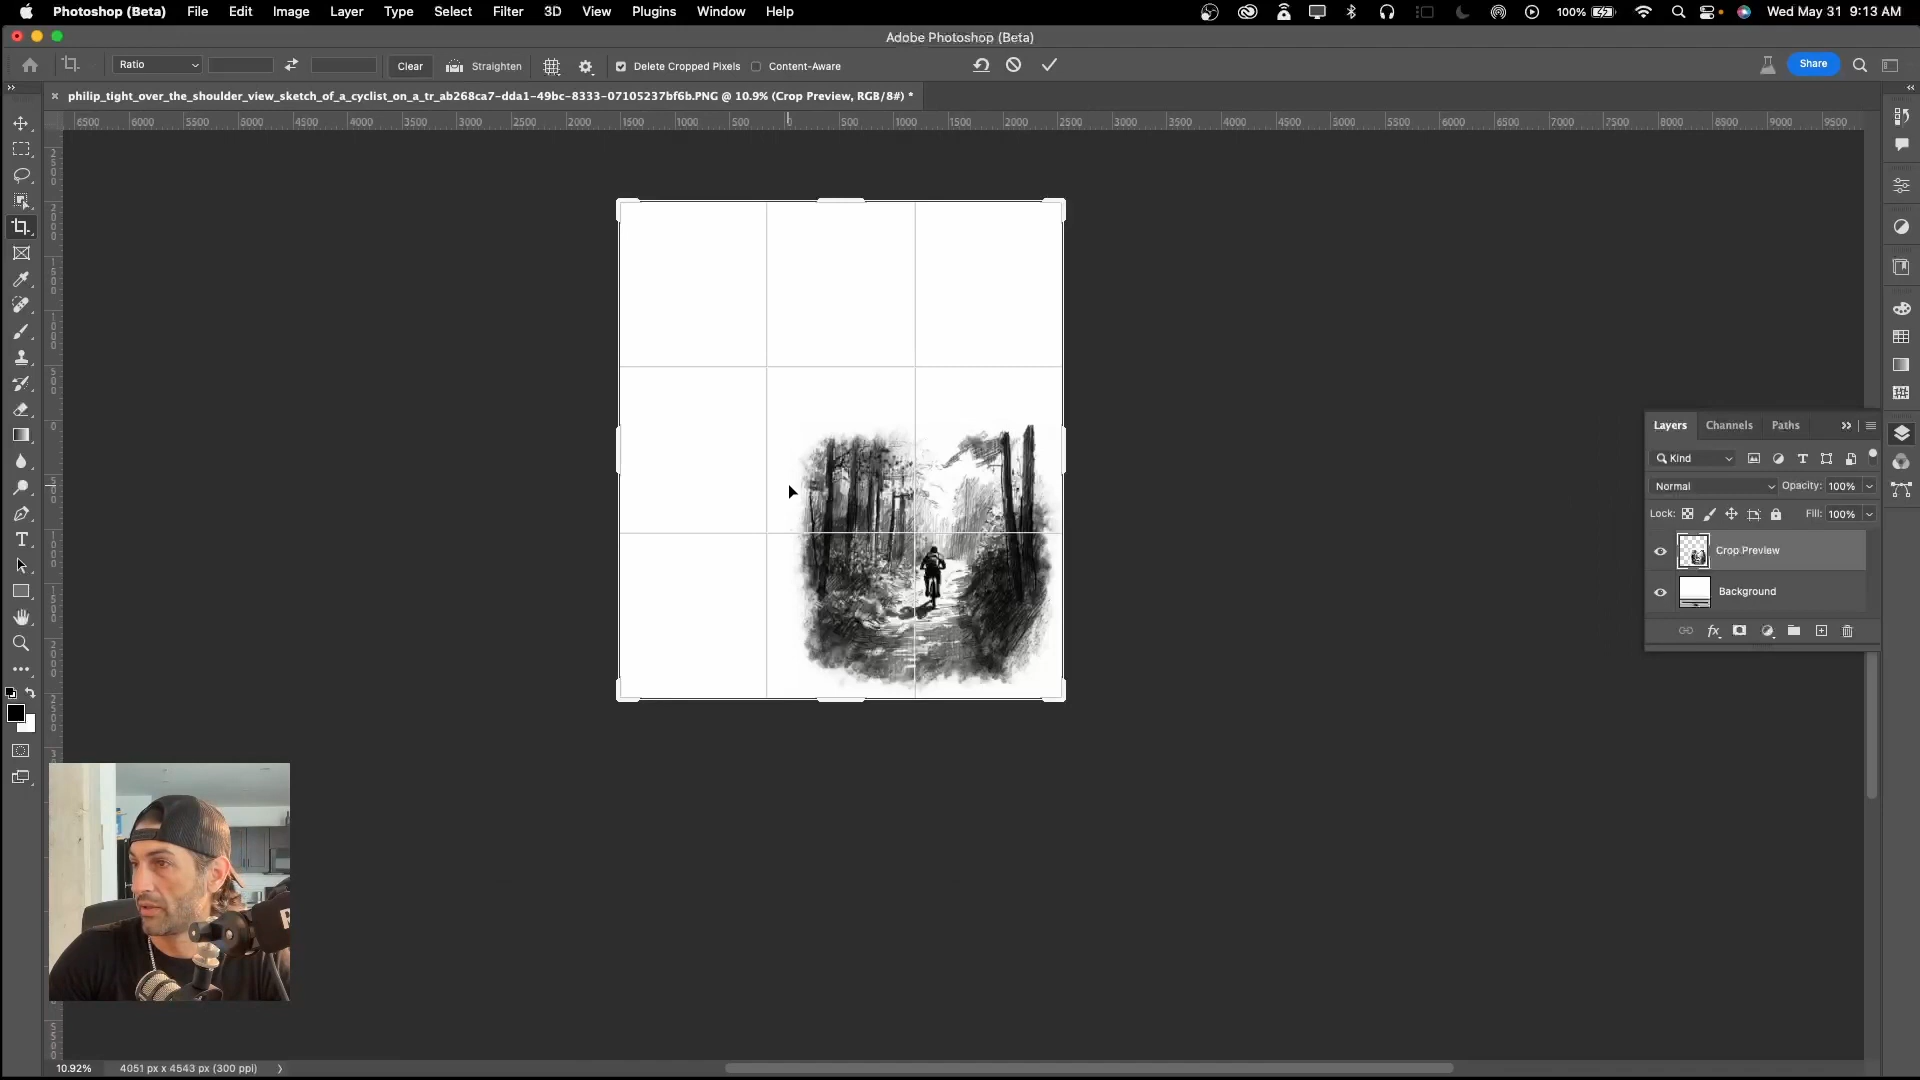 Photoshop (Beta) File Edit Image Layer Type Select Filter 3D View Plugins Window Help 100% Wed May 31 9:13 AM
Adobe Photoshop (Beta)
Ratio Clear Straighten Delete Cropped Pixels Content-Aware Share
philip_tight_over_the_shoulder_view_sketch_of_a_cyclist_on_a_tr_ab268ca7-dda1-49bc-8333-07105237bf6b.PNG @ 10.9% (Crop Preview, RGB/8#) *
6500 6000 5500 5000 4500 4000 3500 3000 2500 2000 1500 1000 500 0 500 1000 1500 2000 2500 3000 3500 4000 4500 5000 5500 6000 6500 7000 7500 8000 8500 9000 9500
Layers Channels Paths
Kind
Normal Opacity: 100%
Lock: Fill: 100%
Crop Preview
Background
fx
10.92% 4051 px x 4543 px (300 ppi)